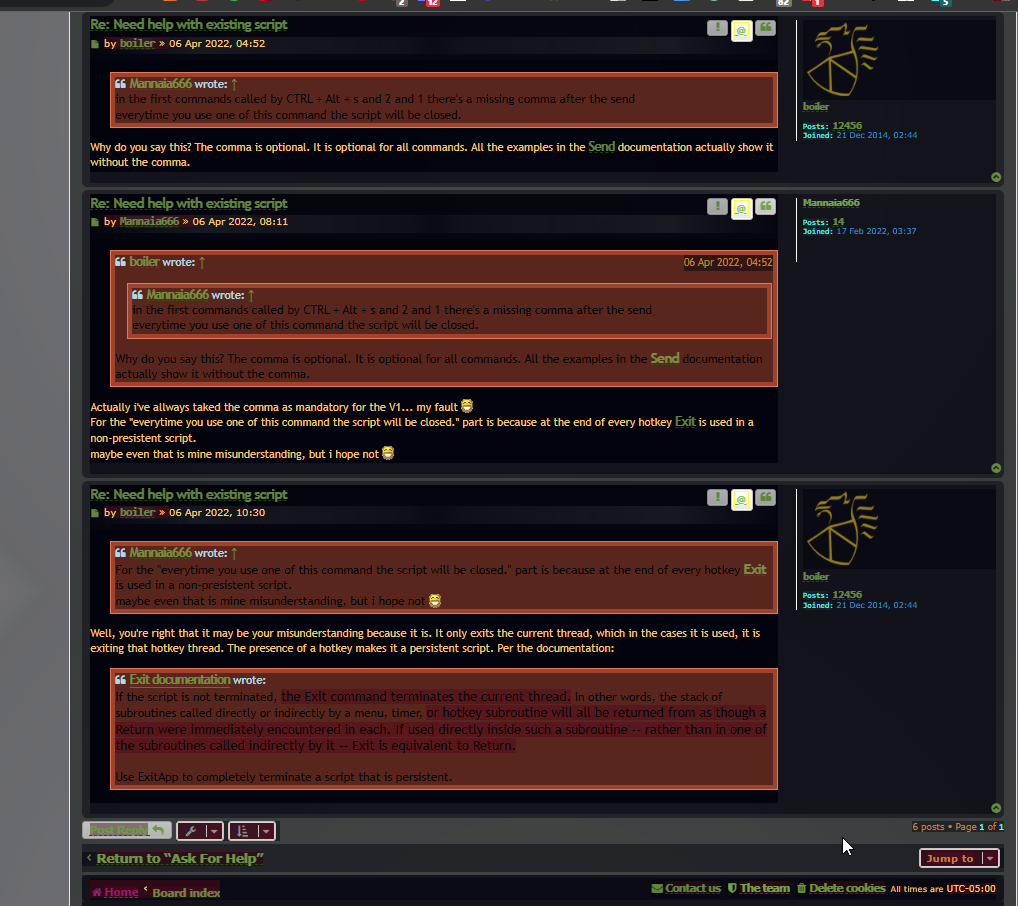 2
12
82
1
5
Re: Need help with existing script
by boiler » 06 Apr 2022, 04:52
Mannaia666 wrote: ↑
in the first commands called by CTRL + Alt + s and 2 and 1 there's a missing comma after the send
everytime you use one of this command the script will be closed.
Why do you say this? The comma is optional. It is optional for all commands. All the examples in the Send documentation actually show it
without the comma.
boiler
Posts: 12456
Joined: 21 Dec 2014, 02:44
Re: Need help with existing script
by Mannaia666 » 06 Apr 2022, 08:11
boiler wrote: ↑ 06 Apr 2022, 04:52
Mannaia666 wrote: ↑
in the first commands called by CTRL + Alt + s and 2 and 1 there's a missing comma after the send
everytime you use one of this command the script will be closed.
Why do you say this? The comma is optional. It is optional for all commands. All the examples in the Send documentation
actually show it without the comma.
Actually i've allways taked the comma as mandatory for the V1... my fault 😁
For the "everytime you use one of this command the script will be closed." part is because at the end of every hotkey Exit is used in a
non-presistent script.
maybe even that is mine misunderstanding, but i hope not 😁
Mannaia666
Posts: 14
Joined: 17 Feb 2022, 03:37
Re: Need help with existing script
by boiler » 06 Apr 2022, 10:30
Mannaia666 wrote: ↑
For the "everytime you use one of this command the script will be closed." part is because at the end of every hotkey Exit
is used in a non-presistent script.
maybe even that is mine misunderstanding, but i hope not 😁
Well, you're right that it may be your misunderstanding because it is. It only exits the current thread, which in the cases it is used, it is
exiting that hotkey thread. The presence of a hotkey makes it a persistent script. Per the documentation:
Exit documentation wrote:
If the script is not terminated, the Exit command terminates the current thread. In other words, the stack of
subroutines called directly or indirectly by a menu, timer, or hotkey subroutine will all be returned from as though a
Return were immediately encountered in each. If used directly inside such a subroutine -- rather than in one of
the subroutines called indirectly by it -- Exit is equivalent to Return.
Use ExitApp to completely terminate a script that is persistent.
boiler
Posts: 12456
Joined: 21 Dec 2014, 02:44
Post Reply
6 posts • Page 1 of 1
‹ Return to “Ask For Help”
Jump to
Home ‹ Board index
Contact us The team Delete cookies All times are UTC-05:00